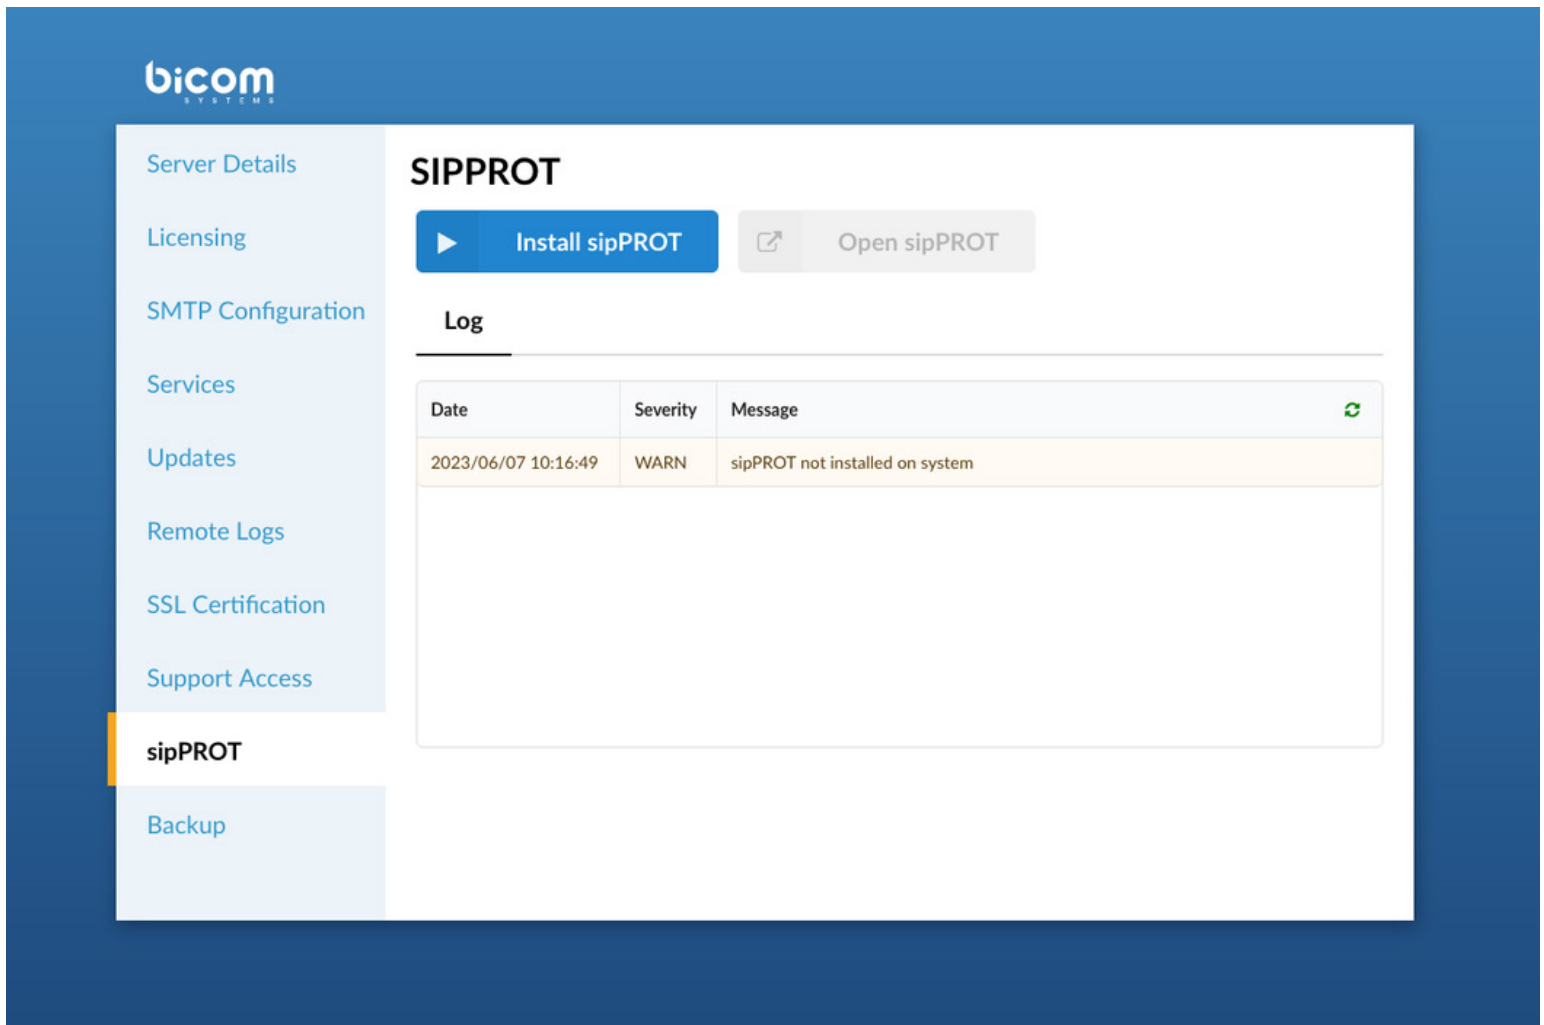 bicom
SYSTEMS
Server Details
Licensing
SMTP Configuration
Services
Updates
Remote Logs
SSL Certification
Support Access
sipPROT
Backup
SIPPROT
Install sipPROT
Open sipPROT
Log
Date Severity Message
2023/06/07 10:16:49 WARN sipPROT not installed on system